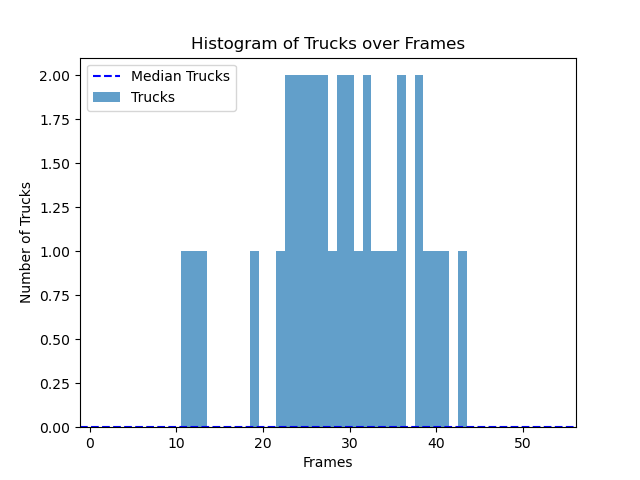 Histogram of Trucks over Frames
Median Trucks
Trucks
2.00
1.75
1.50
1.25
1.00
0.75
0.50
0.25
0.00
Number of Trucks
0 10 20 30 40 50
Frames